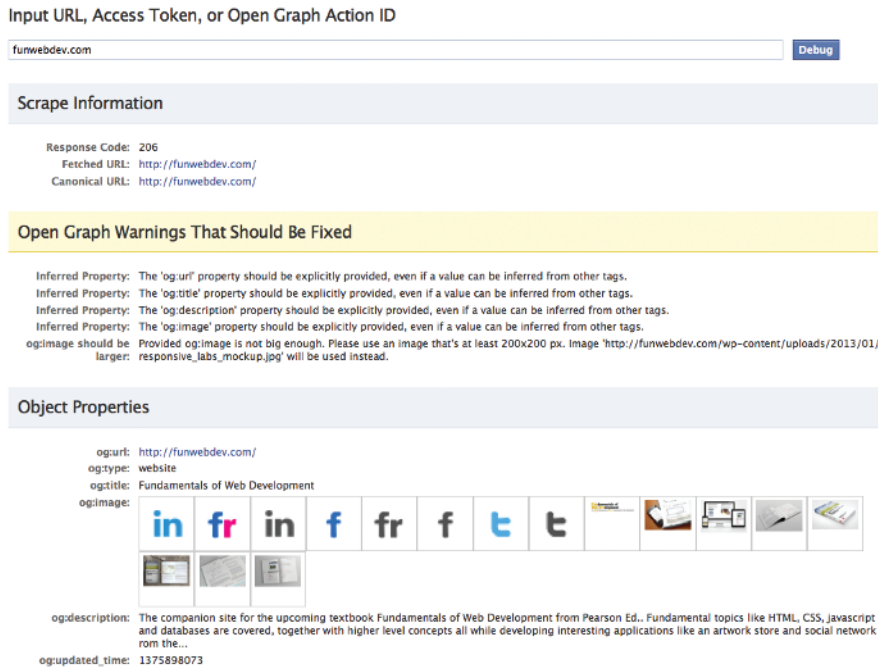 Input URL, Access Token, or Open Graph Action ID
funwebdev.com
Debug
Scrape Information
Response Code: 206
Fetched URL: http://funwebdev.com/
Canonical URL: http://funwebdev.com/
Open Graph Warnings That Should Be Fixed
Inferred Property: The 'og:url' property should be explicitly provided, even if a value can be inferred from other tags.
Inferred Property: The 'og:title' property should be explicitly provided, even if a value can be inferred from other tags.
Inferred Property: The 'og:description' property should be explicitly provided, even if a value can be inferred from other tags.
Inferred Property: The 'og:image' property should be explicitly provided, even if a value can be inferred from other tags.
og:image should be Provided og:image is not big enough. Please use an image that's at least 200x200 px. Image 'http://funwebdev.com/wp-content/uploads/2013/01/
larger: responsive_labs_mockup.jpg' will be used instead.
Object Properties
og:url: http://funwebdev.com/
og:type: website
og:title: Fundamentals of Web Development
og:image:
in fr in f fr f t t
og:description: The companion site for the upcoming textbook Fundamentals of Web Development from Pearson Ed.. Fundamental topics like HTML, CSS, javascript
and databases are covered, together with higher level concepts all while developing interesting applications like an artwork store and social network
rom the...
og:updated_time: 1375898073